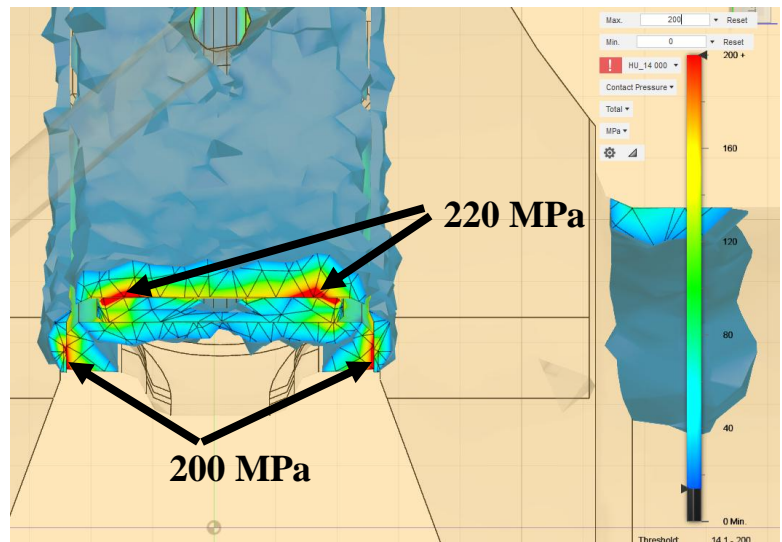 Max. 200 Reset
Min. 0 Reset
! HU_14 000
200 +
Contact Pressure
Total
MPa
160
220 MPa
120
80
40
200 MPa
0 Min.
Threshold: 14.1 - 200